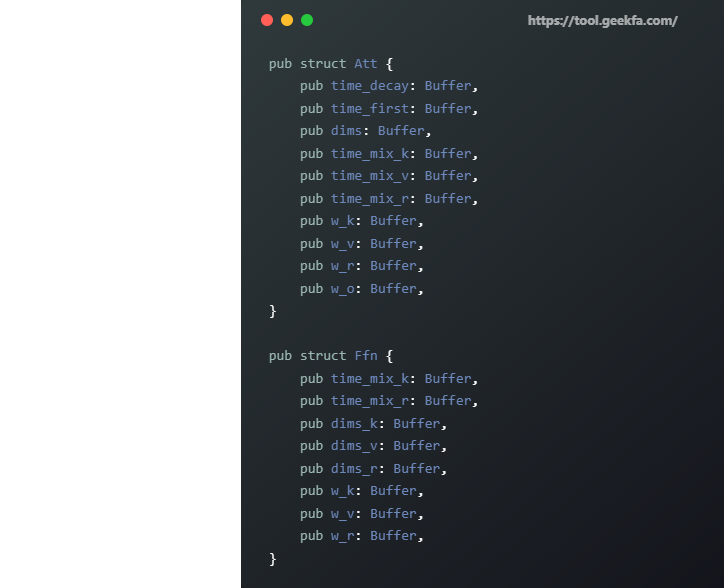 https://tool.geekfa.com/
pub struct Att {
    pub time_decay: Buffer,
    pub time_first: Buffer,
    pub dims: Buffer,
    pub time_mix_k: Buffer,
    pub time_mix_v: Buffer,
    pub time_mix_r: Buffer,
    pub w_k: Buffer,
    pub w_v: Buffer,
    pub w_r: Buffer,
    pub w_o: Buffer,
}

pub struct Ffn {
    pub time_mix_k: Buffer,
    pub time_mix_r: Buffer,
    pub dims_k: Buffer,
    pub dims_v: Buffer,
    pub dims_r: Buffer,
    pub w_k: Buffer,
    pub w_v: Buffer,
    pub w_r: Buffer,
}